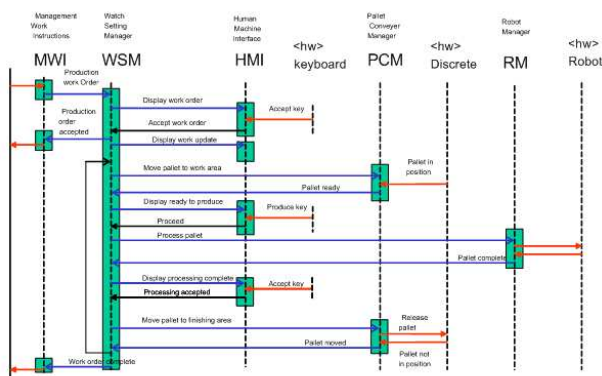 Management
Work
Instructions
MWI
Watch
Setting
Manager
WSM
Human
Machine
Interface
HMI
<hw>
keyboard
Pallet
Conveyer
Manager
PCM
<hw>
Discrete
Robot
Manager
RM
<hw>
Robot
Production
work Order
Display work order
Accept key
Production
order
accepted
Accept work order
Display work update
Move pallet to work area
Pallet in
position
Pallet ready
Display ready to produce
Produce key
Proceed
Process pallet
Pallet complete
Display processing complete
Accept key
Processing accepted
Move pallet to finishing area
Release
pallet
Pallet moved
Pallet not
in position
Work order complete